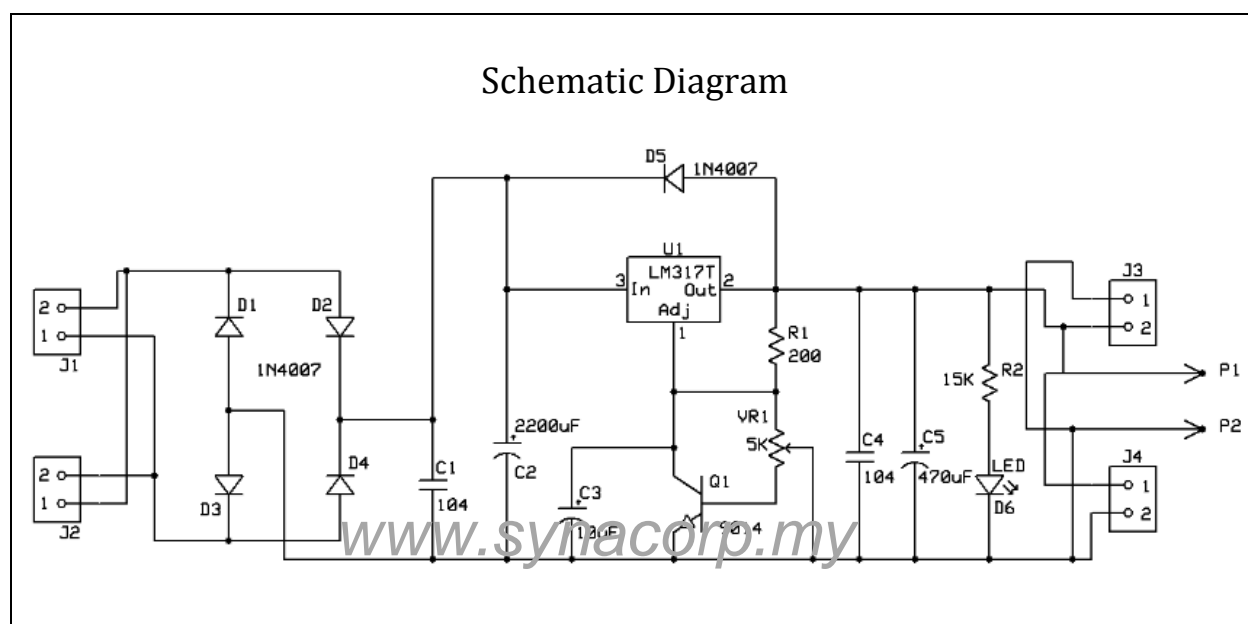 Schematic Diagram
D5
1N4007
U1
LM317T
3
In
Out
2
Adj
1
J3
1
2
2
1
J1
D1
D2
1N4007
R1
200
15K
R2
P1
VR1
5K
P2
2200uF
C2
C4
104
C5
470uF
LED
D6
J4
1
2
2
1
J2
D3
D4
C1
104
C3
10uF
Q1
9014
www.synacorp.my